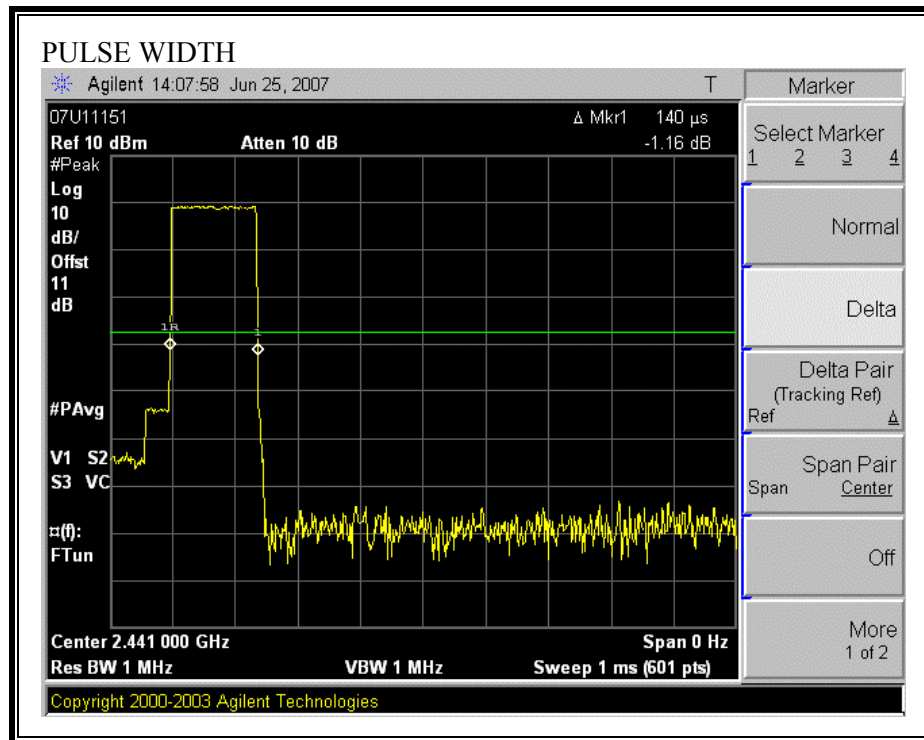 PULSE WIDTH
Agilent 14:07:58 Jun 25, 2007 T
07U11151 Δ Mkr1 140 µs
Ref 10 dBm Atten 10 dB -1.16 dB
#Peak
Log
10
dB/
Offst
11
dB
1R 1
#PAvg
V1 S2
S3 VC
¤(f):
FTun
Center 2.441 000 GHz Span 0 Hz
Res BW 1 MHz VBW 1 MHz Sweep 1 ms (601 pts)
Copyright 2000-2003 Agilent Technologies
Marker
Select Marker
1 2 3 4
Normal
Delta
Delta Pair
(Tracking Ref)
Ref Δ
Span Pair
Span Center
Off
More
1 of 2